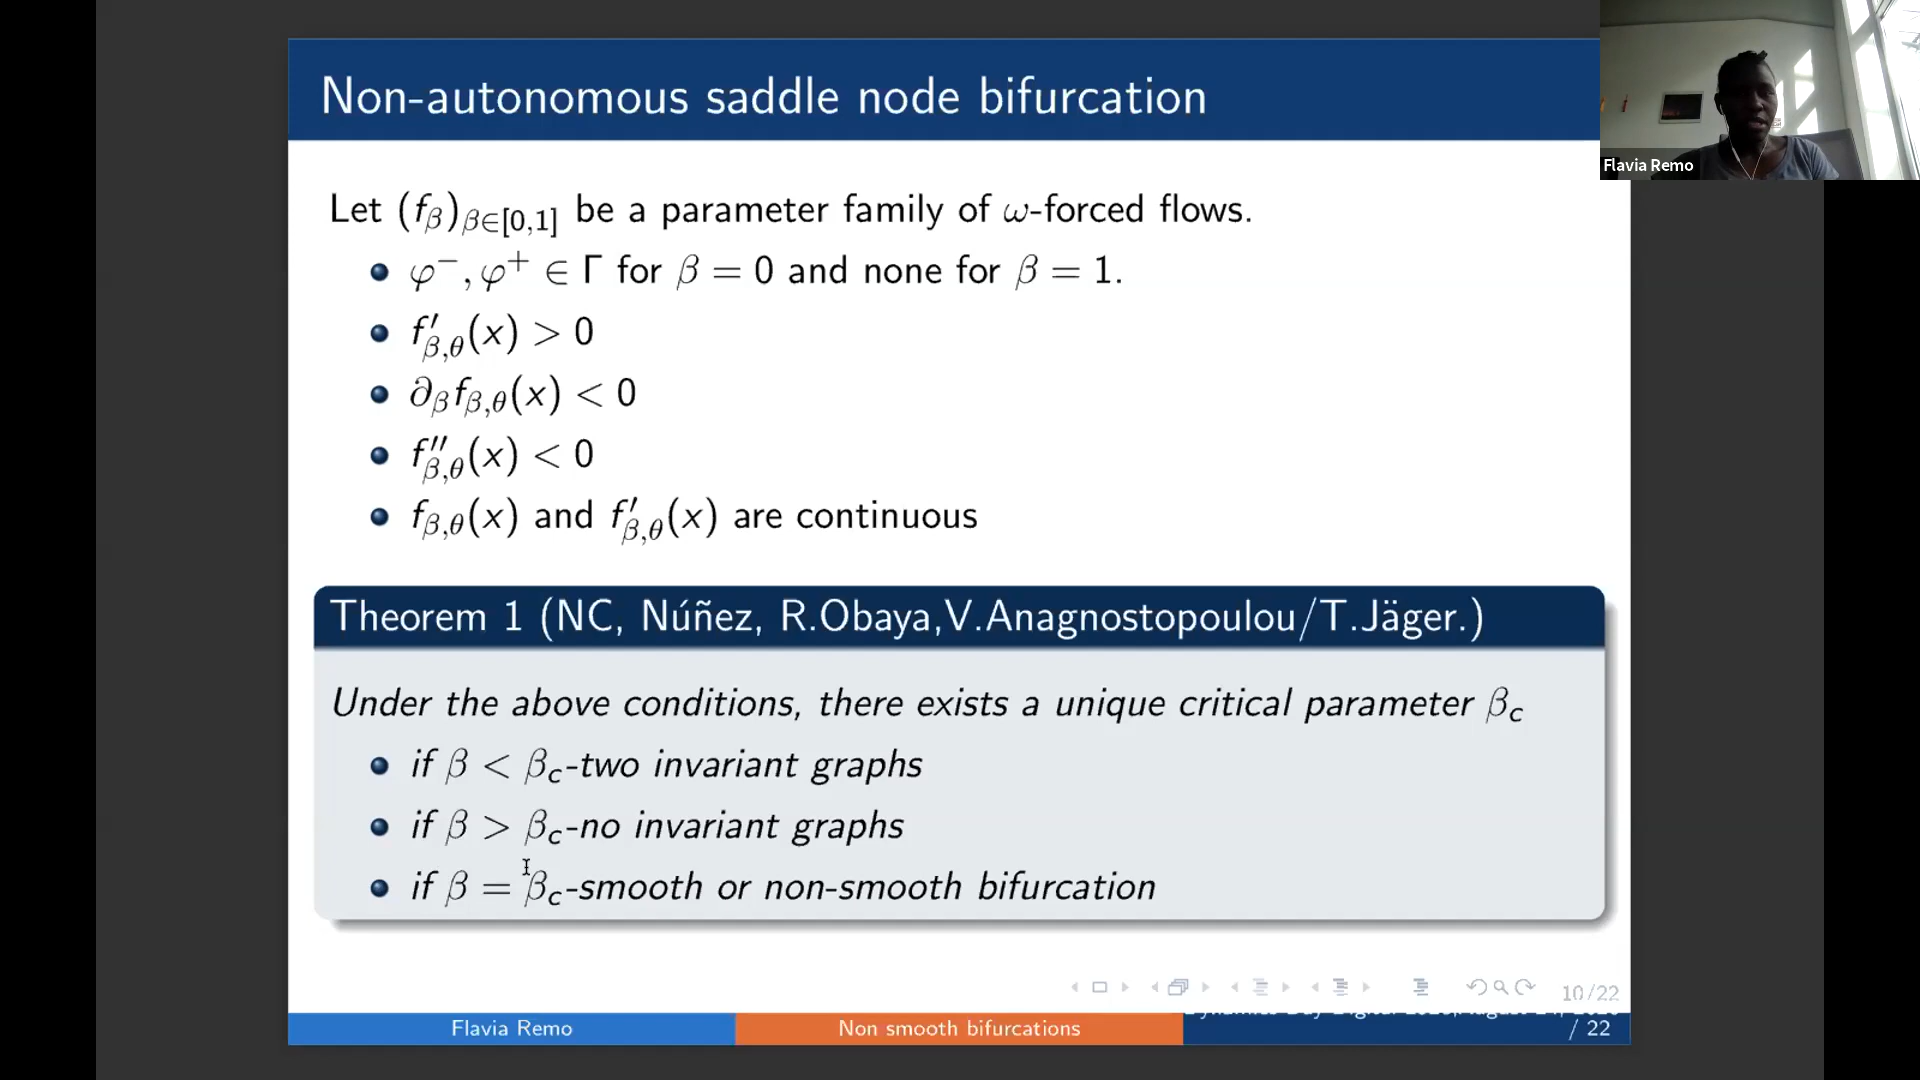 Non-autonomous saddle node bifurcation
Flavia Remo
Let (f_β)_{β∈[0,1]} be a parameter family of ω-forced flows.
φ⁻, φ⁺ ∈ Γ for β = 0 and none for β = 1.
f′_{β,θ}(x) > 0
∂_β f_{β,θ}(x) < 0
f″_{β,θ}(x) < 0
f_{β,θ}(x) and f′_{β,θ}(x) are continuous
Theorem 1 (NC, Núñez, R.Obaya,V.Anagnostopoulou/T.Jäger.)
Under the above conditions, there exists a unique critical parameter β_c
if β < β_c-two invariant graphs
if β > β_c-no invariant graphs
if β = β_c-smooth or non-smooth bifurcation
10/22
Flavia Remo
Non smooth bifurcations
/ 22